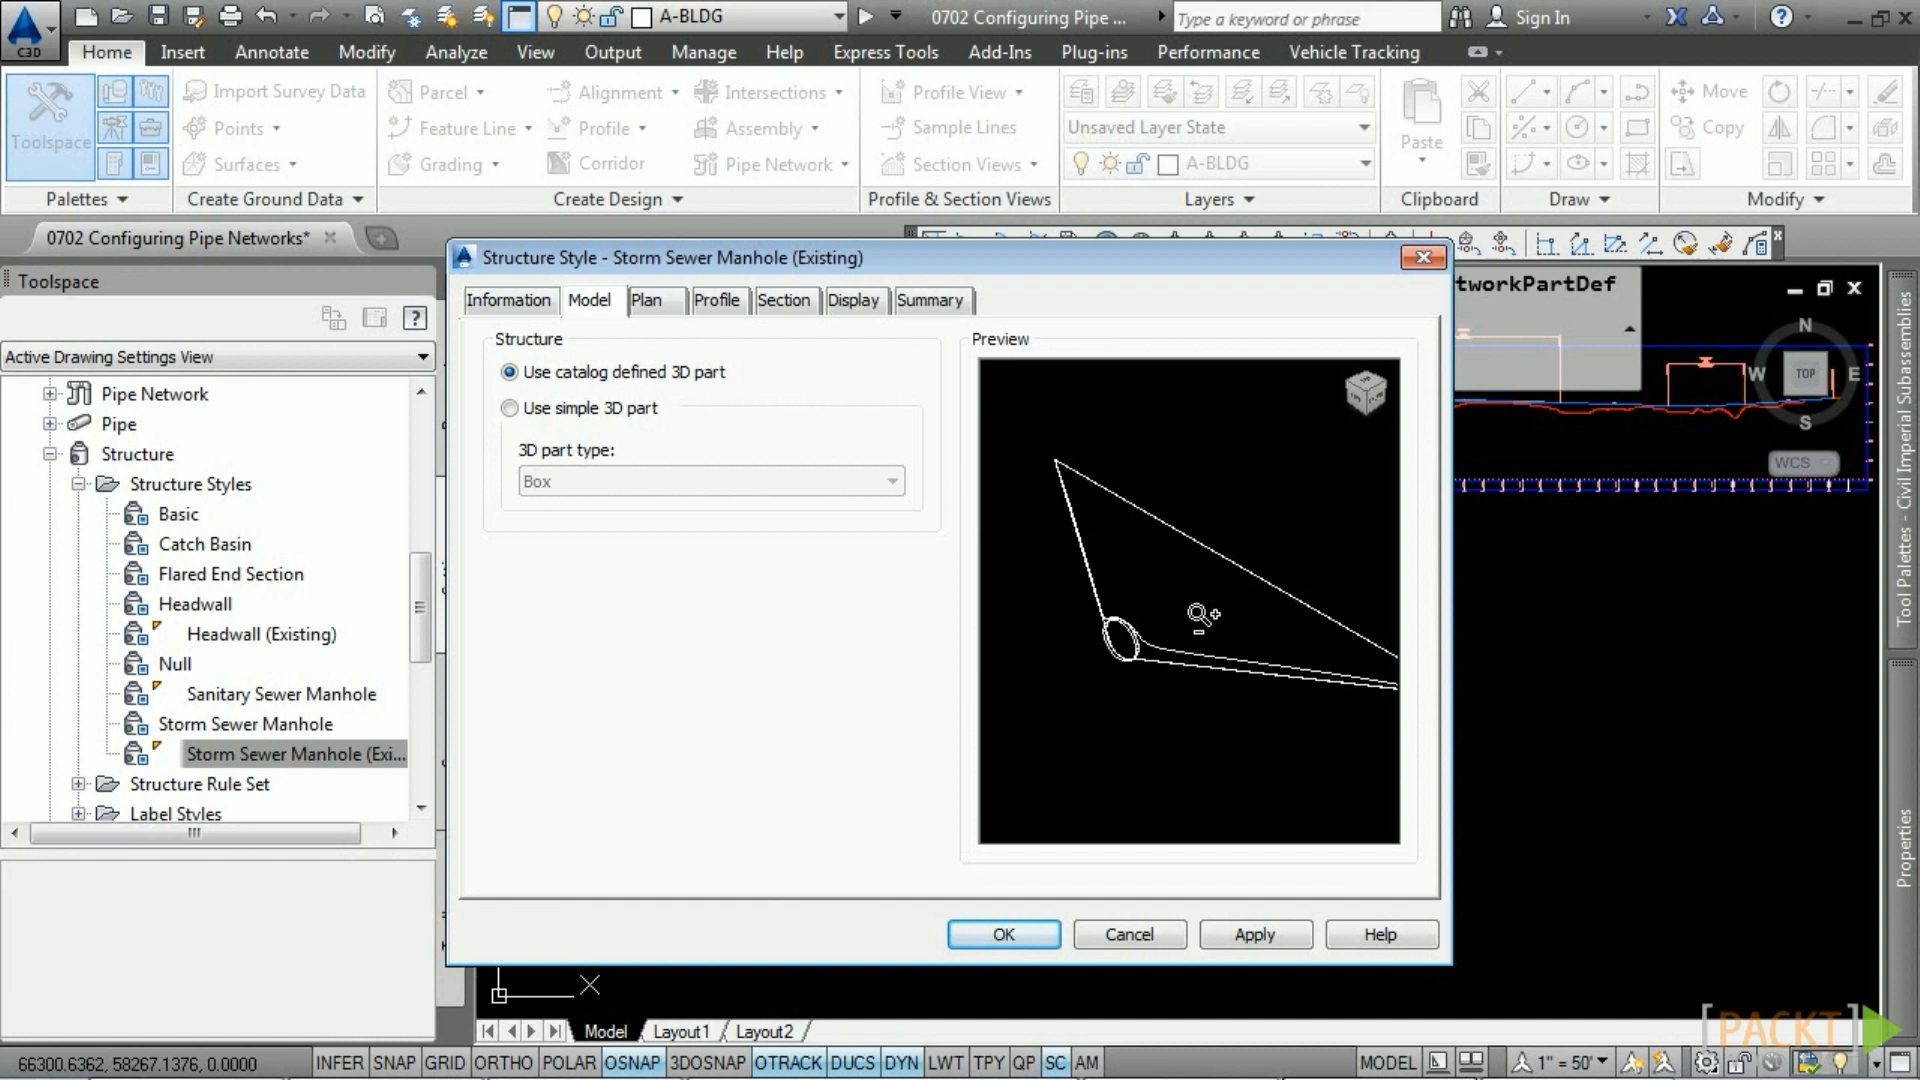 A-BLDG
0702 Configuring Pipe ...
Type a keyword or phrase
Sign In
C3D
Home Insert Annotate Modify Analyze View Output Manage Help Express Tools Add-Ins Plug-ins Performance Vehicle Tracking
Toolspace
Import Survey Data
Points
Surfaces
Parcel
Feature Line
Grading
Alignment
Profile
Corridor
Intersections
Assembly
Pipe Network
Profile View
Sample Lines
Section Views
Unsaved Layer State
A-BLDG
Paste
Move
Copy
Palettes
Create Ground Data
Create Design
Profile & Section Views
Layers
Clipboard
Draw
Modify
0702 Configuring Pipe Networks*
Toolspace
Active Drawing Settings View
Pipe Network
Pipe
Structure
Structure Styles
Basic
Catch Basin
Flared End Section
Headwall
Headwall (Existing)
Null
Sanitary Sewer Manhole
Storm Sewer Manhole
Storm Sewer Manhole (Exi...
Structure Rule Set
Label Styles
Structure Style - Storm Sewer Manhole (Existing)
Information Model Plan Profile Section Display Summary
Structure
Use catalog defined 3D part
Use simple 3D part
3D part type:
Box
Preview
OK Cancel Apply Help
tworkPartDef
N
W TOP E
S
WCS
Tool Palettes - Civil Imperial Subassemblies
Properties
Model Layout1 Layout2
[PACKT]
66300.6362, 58267.1376, 0.0000
INFER SNAP GRID ORTHO POLAR OSNAP 3DOSNAP OTRACK DUCS DYN LWT TPY QP SC AM
MODEL
1" = 50'